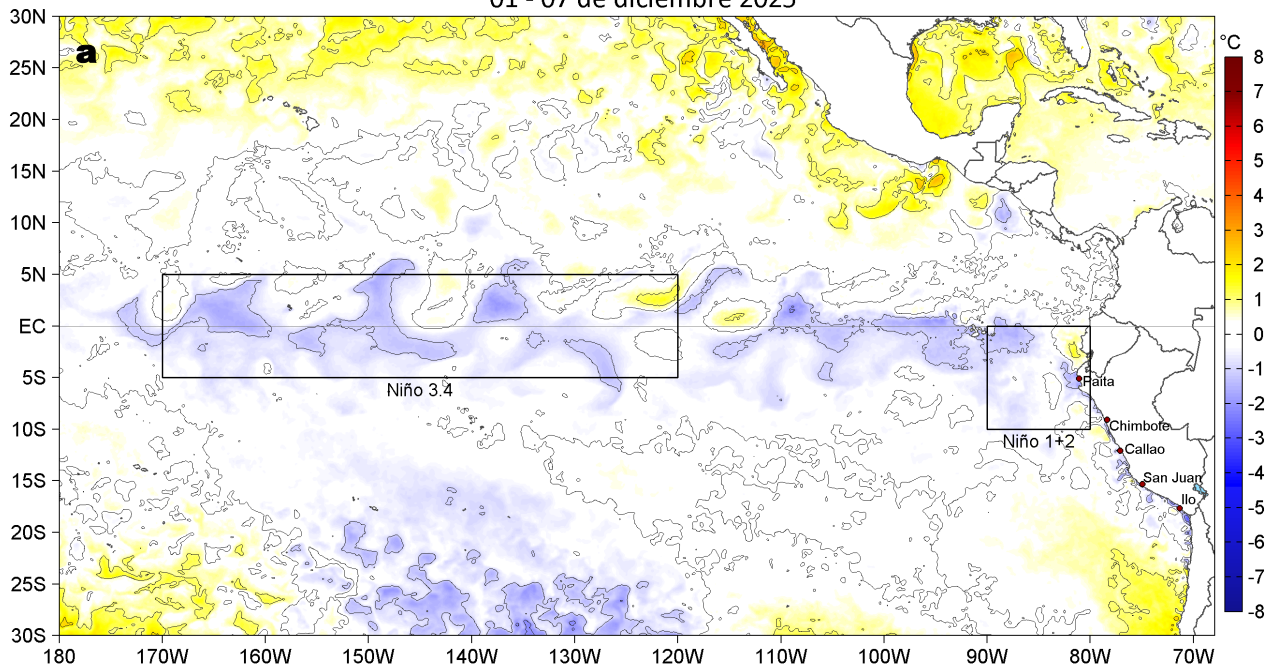 01 - 07 de diciembre 2025
a
°C
30N
25N
20N
15N
10N
5N
EC
5S
10S
15S
20S
25S
30S
8
7
6
5
4
3
2
1
0
-1
-2
-3
-4
-5
-6
-7
-8
Niño 3.4
Niño 1+2
Paita
Chimbote
Callao
San Juan
Ilo
180 170W 160W 150W 140W 130W 120W 110W 100W 90W 80W 70W